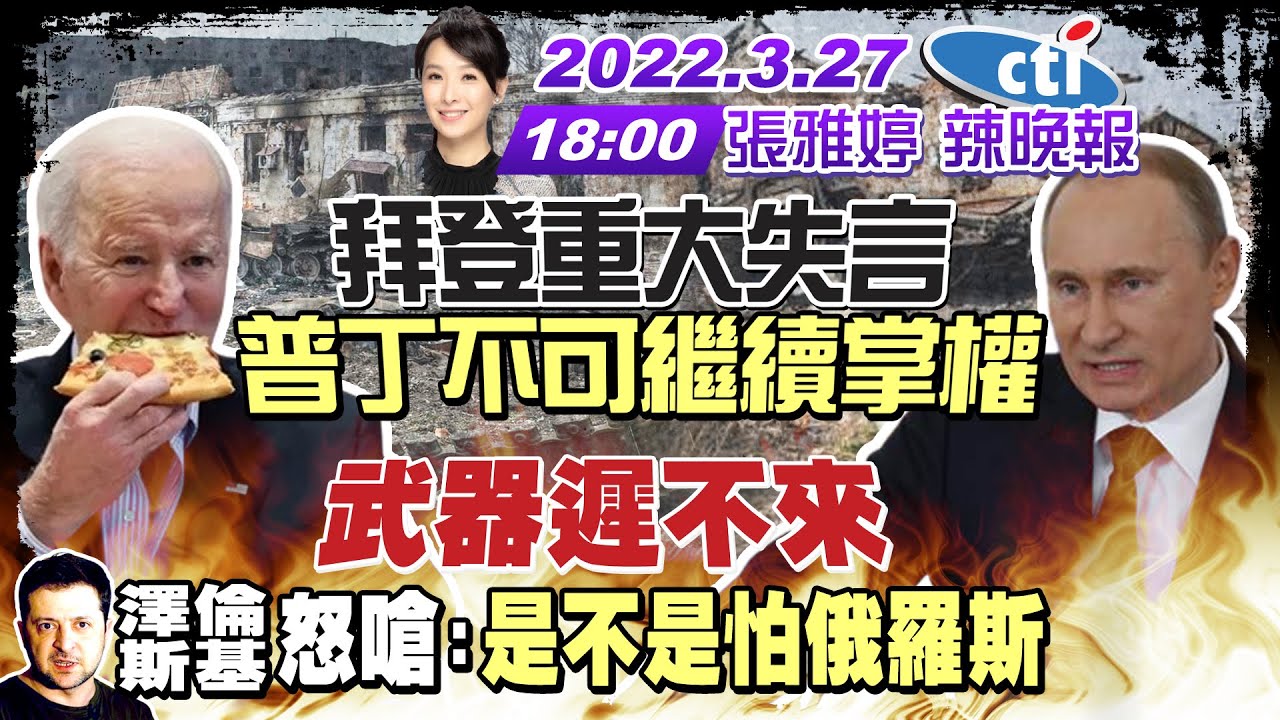 2022.3.27
cti
18:00 張雅婷 辣晚報
拜登重大失言
普丁不可繼續掌權
武器遲不來
澤倫斯基 怒嗆:是不是怕俄羅斯